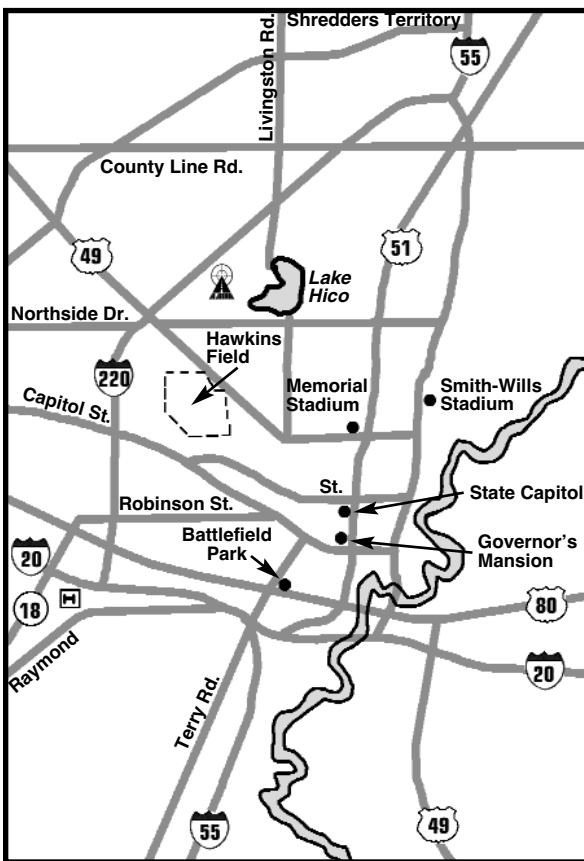 Shredders Territory
55
Livingston Rd.
County Line Rd.
49
51
Lake
Hico
Northside Dr.
Hawkins
Field
220
Memorial
Stadium
Smith-Wills
Stadium
Capitol St.
St.
State Capitol
Robinson St.
Battlefield
Park
Governor's
Mansion
20
18
H
80
Raymond
20
Terry Rd.
55
49